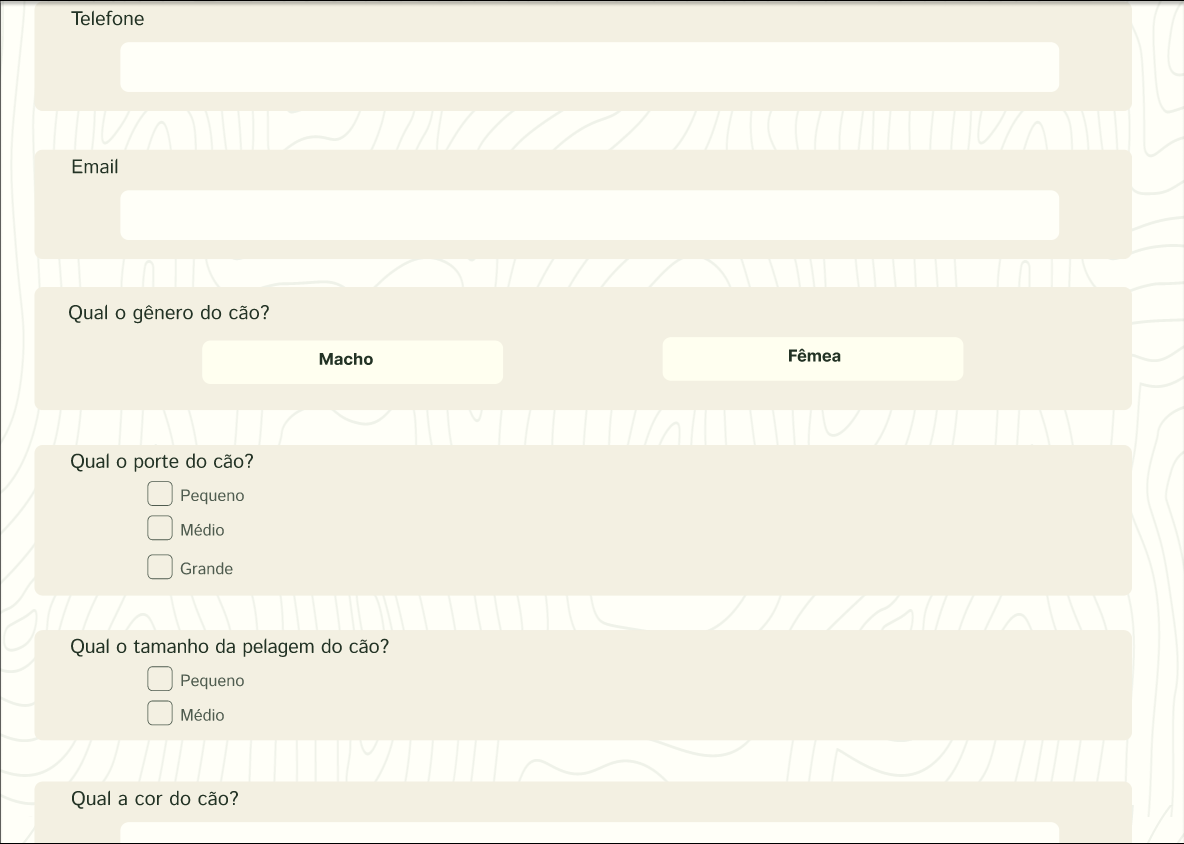 Telefone
Email
Qual o gênero do cão?
Macho
Fêmea
Qual o porte do cão?
Pequeno
Médio
Grande
Qual o tamanho da pelagem do cão?
Pequeno
Médio
Qual a cor do cão?